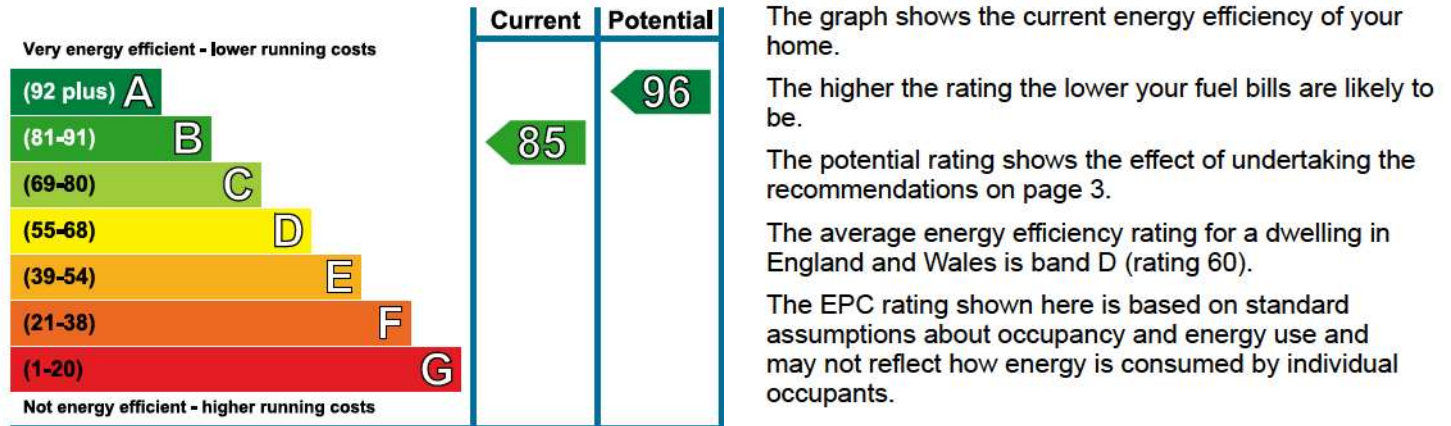 Current Potential
Very energy efficient - lower running costs
(92 plus) A
96
(81-91) B
85
(69-80) C
(55-68) D
(39-54) E
(21-38) F
(1-20) G
Not energy efficient - higher running costs
The graph shows the current energy efficiency of your
home.
The higher the rating the lower your fuel bills are likely to
be.
The potential rating shows the effect of undertaking the
recommendations on page 3.
The average energy efficiency rating for a dwelling in
England and Wales is band D (rating 60).
The EPC rating shown here is based on standard
assumptions about occupancy and energy use and
may not reflect how energy is consumed by individual
occupants.